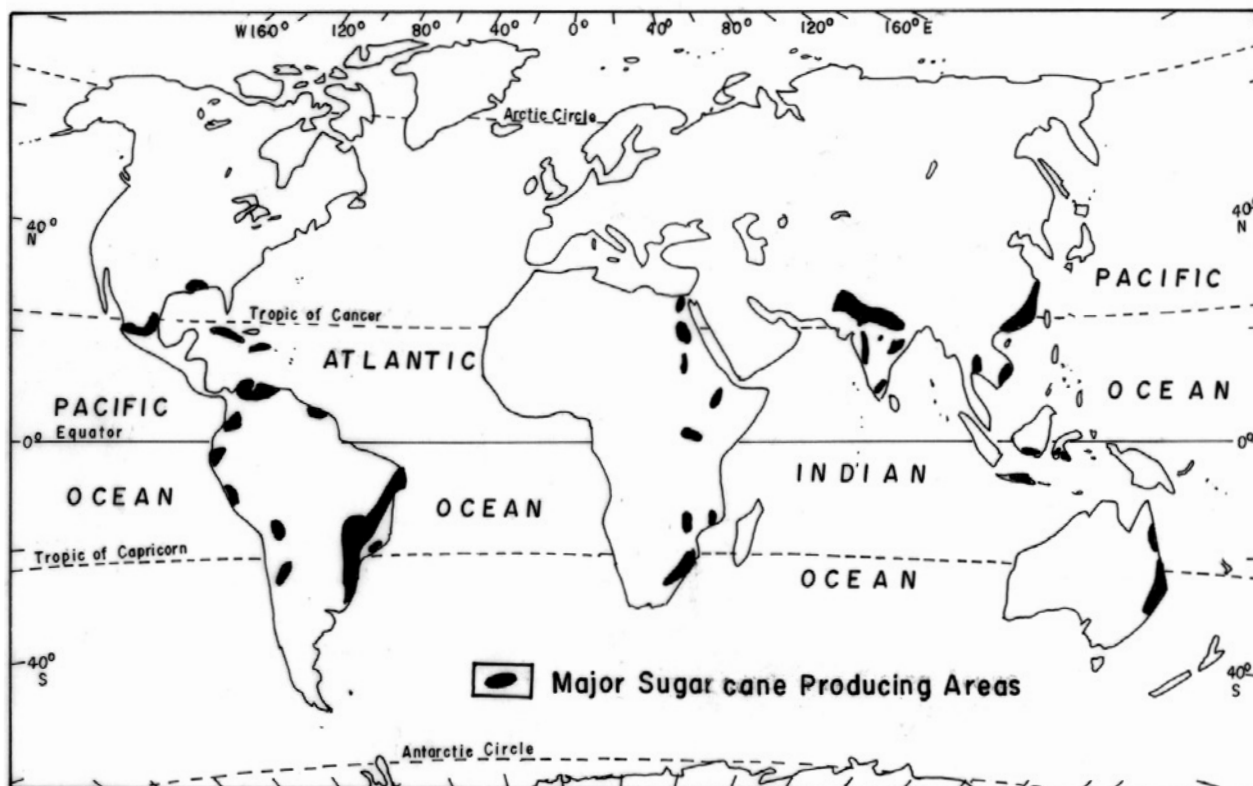 W160° 120° 80° 40° 0° 40° 80° 120° 160°E
Arctic Circle
40°
N
40°
N
PACIFIC
Tropic of Cancer
ATLANTIC
OCEAN
PACIFIC
Equator
0°
0°
INDIAN
OCEAN
OCEAN
Tropic of Capricorn
OCEAN
40°
S
40°
S
Major Sugar cane Producing Areas
Antarctic Circle